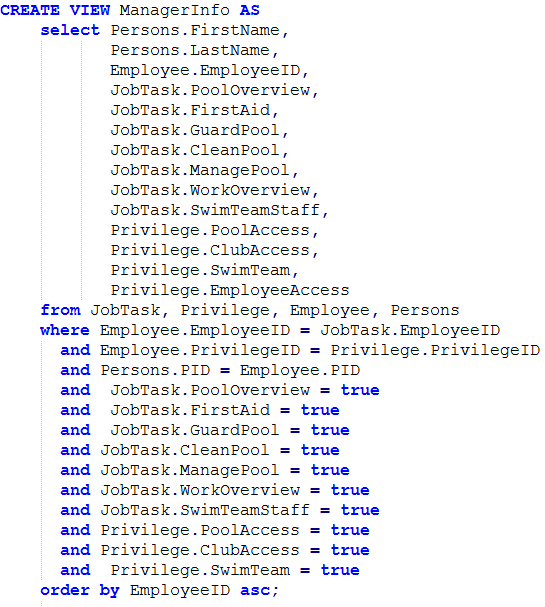 CREATE VIEW ManagerInfo AS
select Persons.FirstName,
Persons.LastName,
Employee.EmployeeID,
JobTask.PoolOverview,
JobTask.FirstAid,
JobTask.GuardPool,
JobTask.CleanPool,
JobTask.ManagePool,
JobTask.WorkOverview,
JobTask.SwimTeamStaff,
Privilege.PoolAccess,
Privilege.ClubAccess,
Privilege.SwimTeam,
Privilege.EmployeeAccess
from JobTask, Privilege, Employee, Persons
where Employee.EmployeeID = JobTask.EmployeeID
and Employee.PrivilegeID = Privilege.PrivilegeID
and Persons.PID = Employee.PID
and  JobTask.PoolOverview = true
and  JobTask.FirstAid = true
and  JobTask.GuardPool = true
and JobTask.CleanPool = true
and JobTask.ManagePool = true
and JobTask.WorkOverview = true
and JobTask.SwimTeamStaff = true
and Privilege.PoolAccess = true
and Privilege.ClubAccess = true
and  Privilege.SwimTeam = true
order by EmployeeID asc;